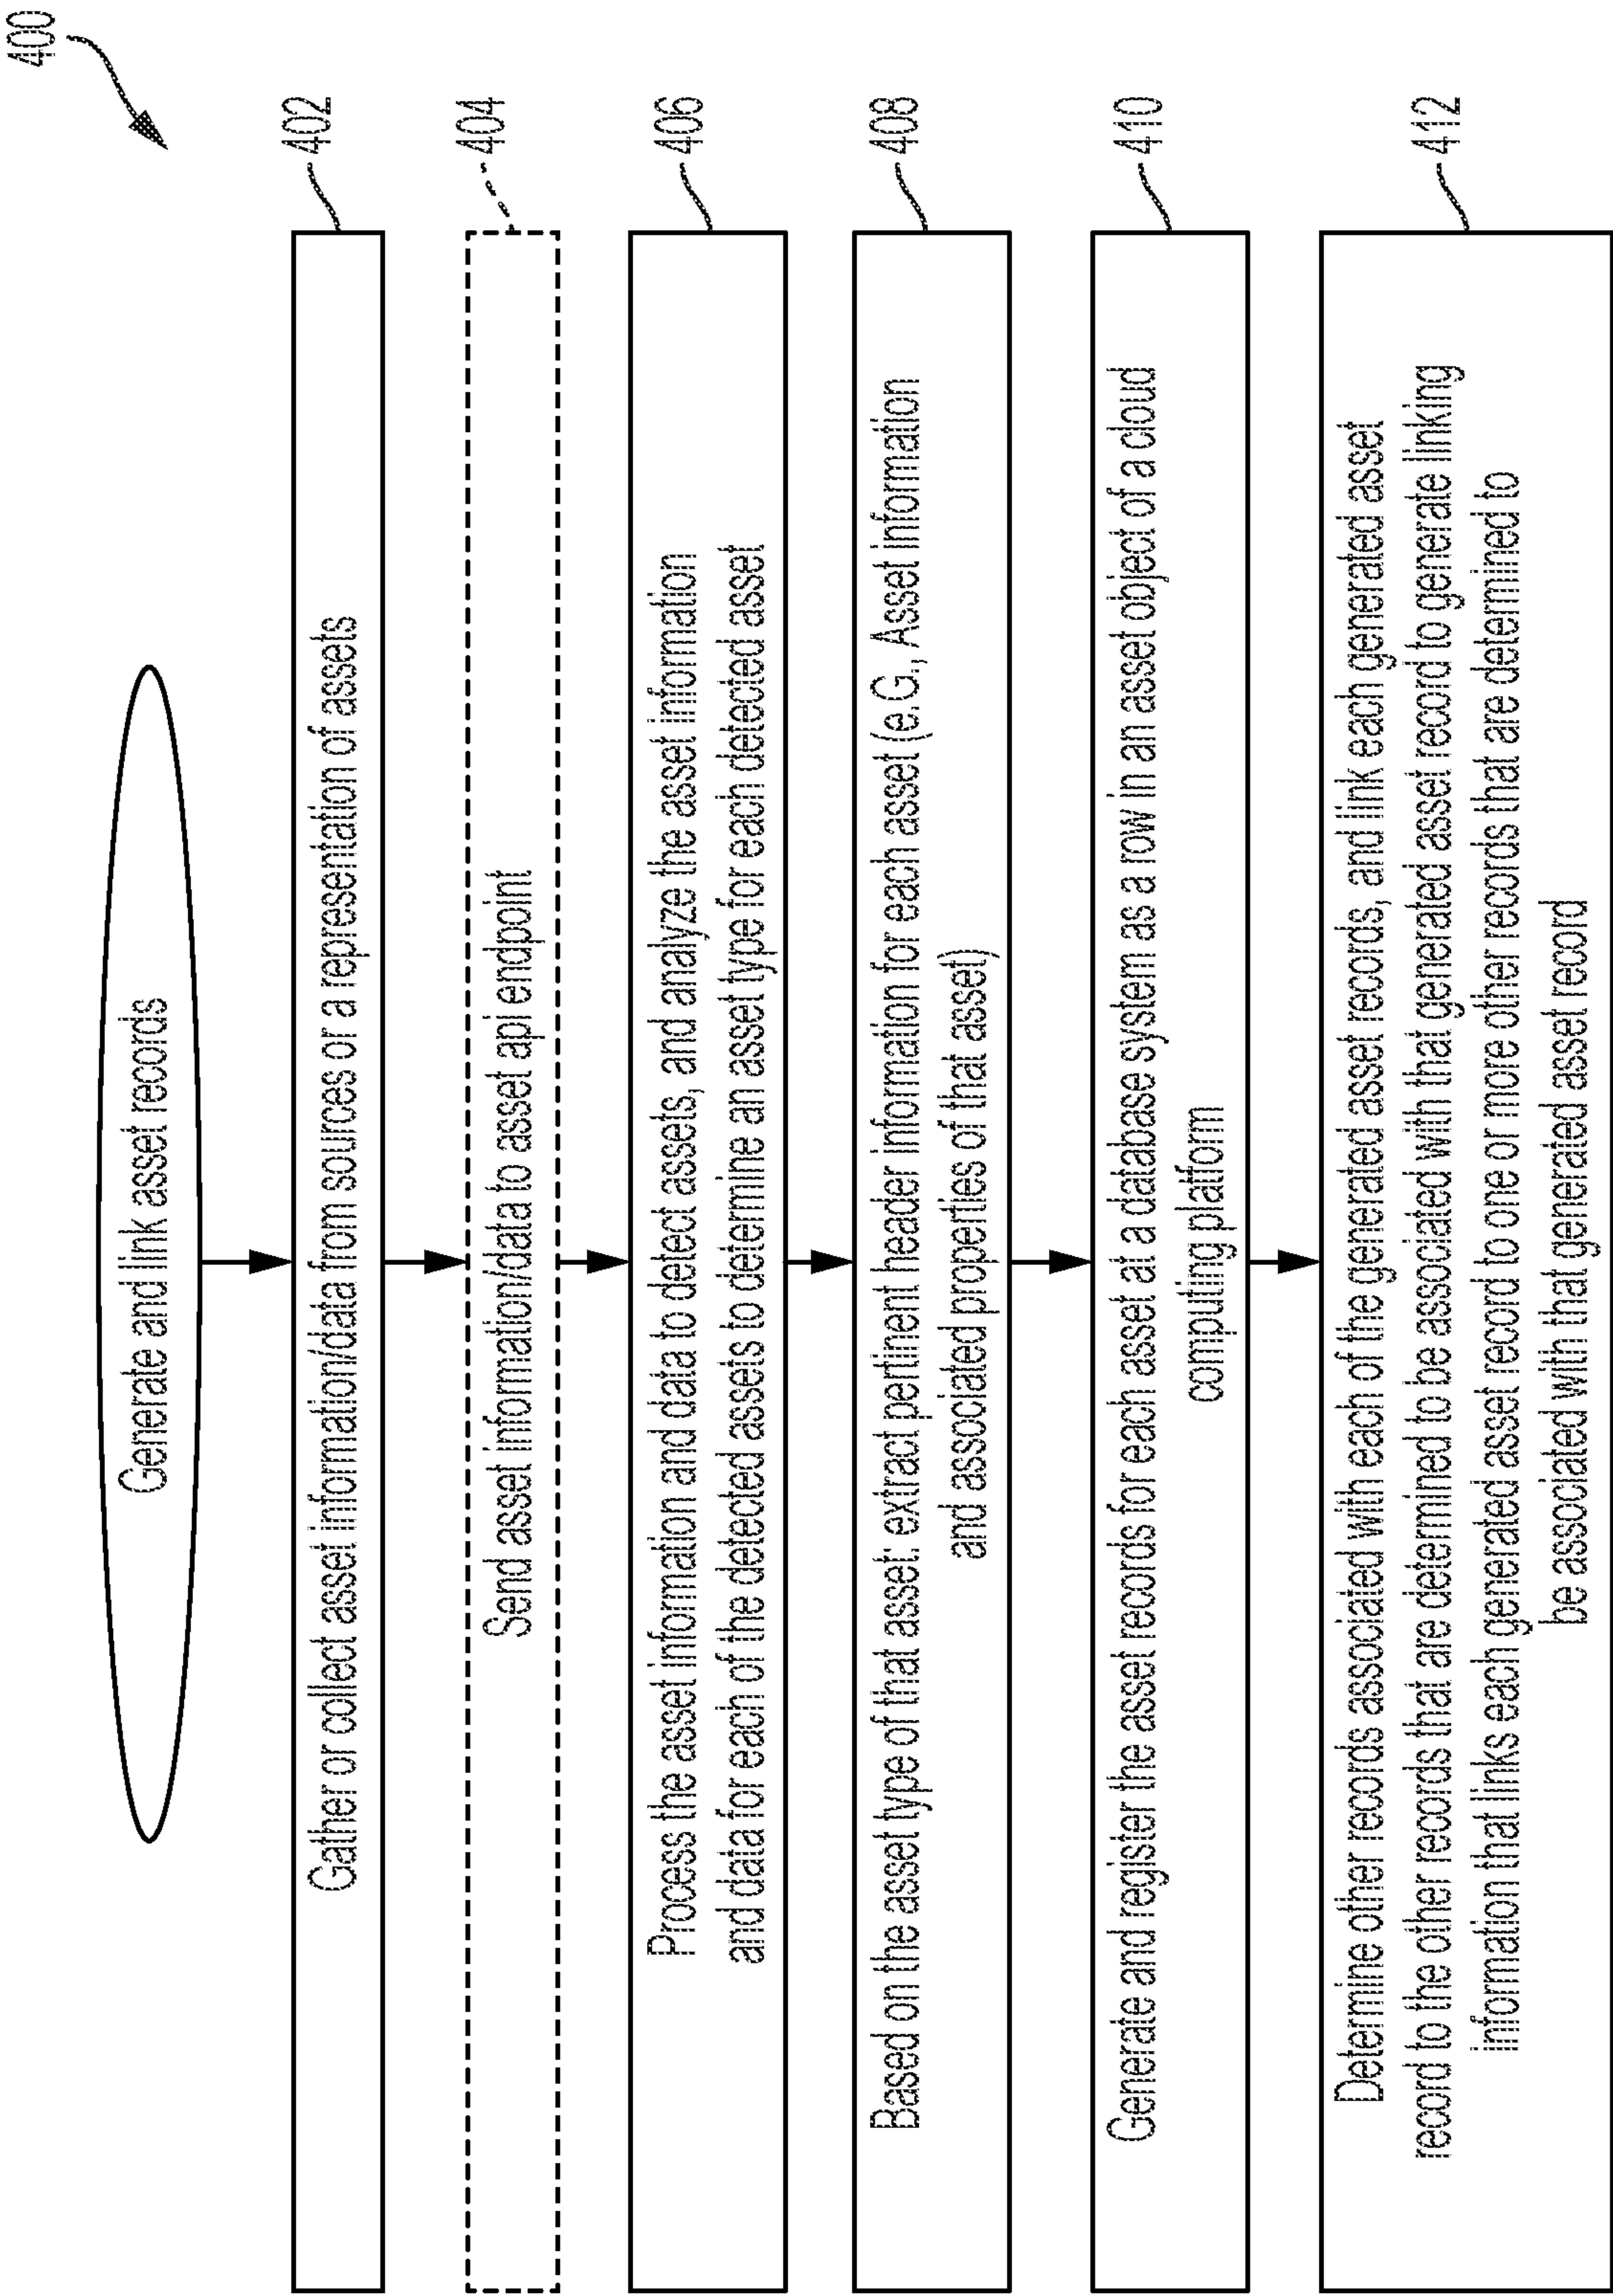 400
Generate and link asset records
402
Gather or collect asset information/data from sources or a representation of assets
404
Send asset information/data to asset api endpoint
406
Process the asset information and data to detect assets, and analyze the asset information
and data for each of the detected assets to determine an asset type for each detected asset
408
Based on the asset type of that asset: extract pertinent header information for each asset (e.G., Asset information
and associated properties of that asset)
410
Generate and register the asset records for each asset at a database system as a row in an asset object of a cloud
computing platform
412
Determine other records associated with each of the generated asset records, and link each generated asset
record to the other records that are determined to be associated with that generated asset record to generate linking
information that links each generated asset record to one or more other records that are determined to
be associated with that generated asset record